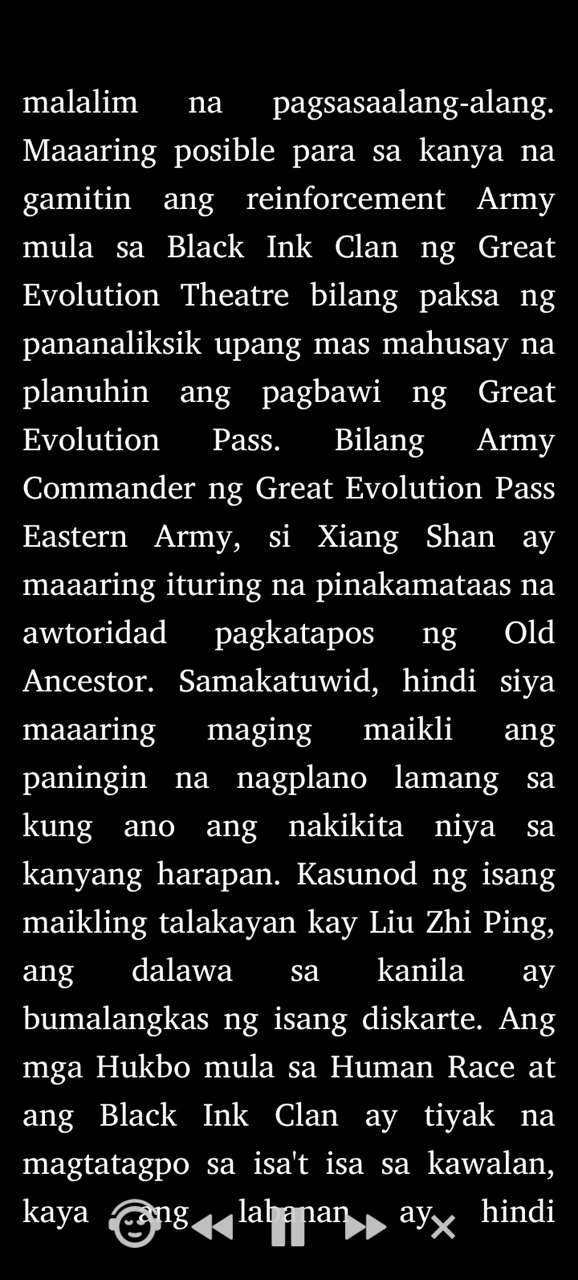 malalim na pagsasaalang-alang.
Maaaring posible para sa kanya na
gamitin ang reinforcement Army
mula sa Black Ink Clan ng Great
Evolution Theatre bilang paksa ng
pananaliksik upang mas mahusay na
planuhin ang pagbawi ng Great
Evolution Pass. Bilang Army
Commander ng Great Evolution Pass
Eastern Army, si Xiang Shan ay
maaaring ituring na pinakamataas na
awtoridad pagkatapos ng Old
Ancestor. Samakatuwid, hindi siya
maaaring maging maikli ang
paningin na nagplano lamang sa
kung ano ang nakikita niya sa
kanyang harapan. Kasunod ng isang
maikling talakayan kay Liu Zhi Ping,
ang dalawa sa kanila ay
bumalangkas ng isang diskarte. Ang
mga Hukbo mula sa Human Race at
ang Black Ink Clan ay tiyak na
magtatagpo sa isa't isa sa kawalan,
kaya ang labanan ay hindi